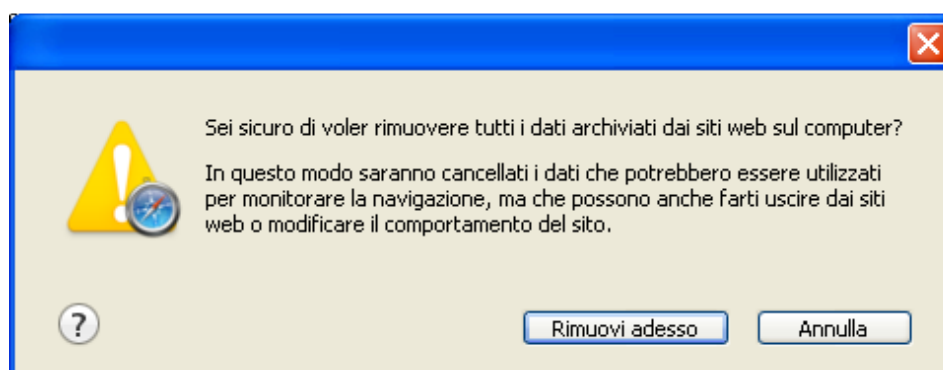 Sei sicuro di voler rimuovere tutti i dati archiviati dai siti web sul computer?
In questo modo saranno cancellati i dati che potrebbero essere utilizzati
per monitorare la navigazione, ma che possono anche farti uscire dai siti
web o modificare il comportamento del sito.
?
Rimuovi adesso
Annulla